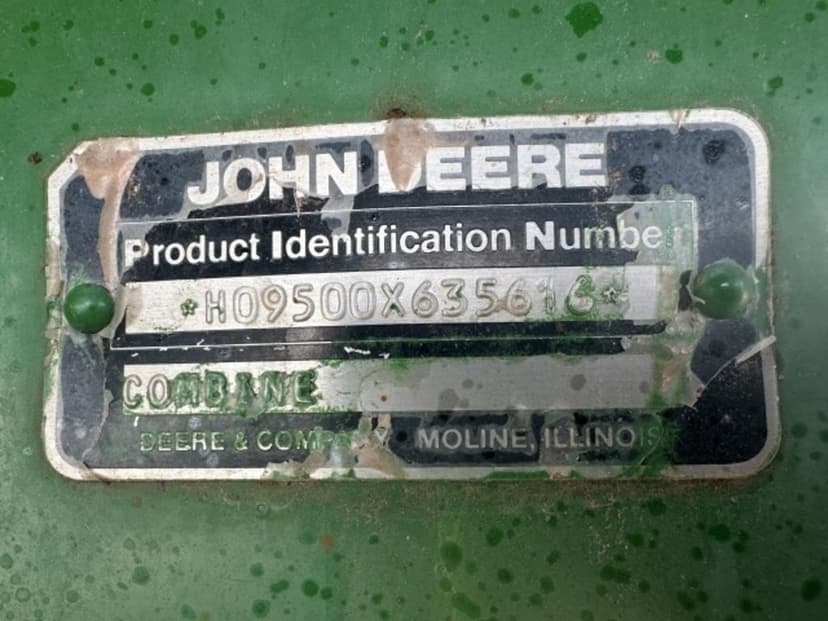 JOHN DEERE
Product Identification Number
*H09500X635616*
COMBINE
DEERE & COMPANY MOLINE, ILLINOIS